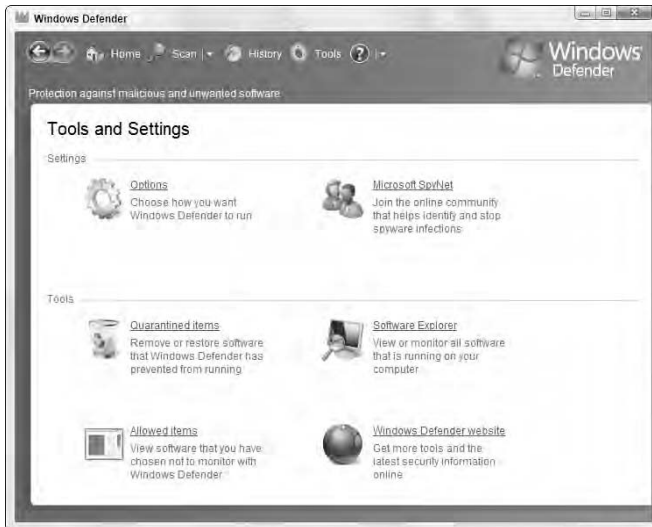 Windows Defender
Home Scan History Tools ?
Windows
Defender
Protection against malicious and unwanted software
Tools and Settings
Settings
Options
Choose how you want
Windows Defender to run
Microsoft SpyNet
Join the online community
that helps identify and stop
spyware infections
Tools
Quarantined items
Remove or restore software
that Windows Defender has
prevented from running
Software Explorer
View or monitor all software
that is running on your
computer
Allowed items
View software that you have
chosen not to monitor with
Windows Defender
Windows Defender website
Get more tools and the
latest security information
online